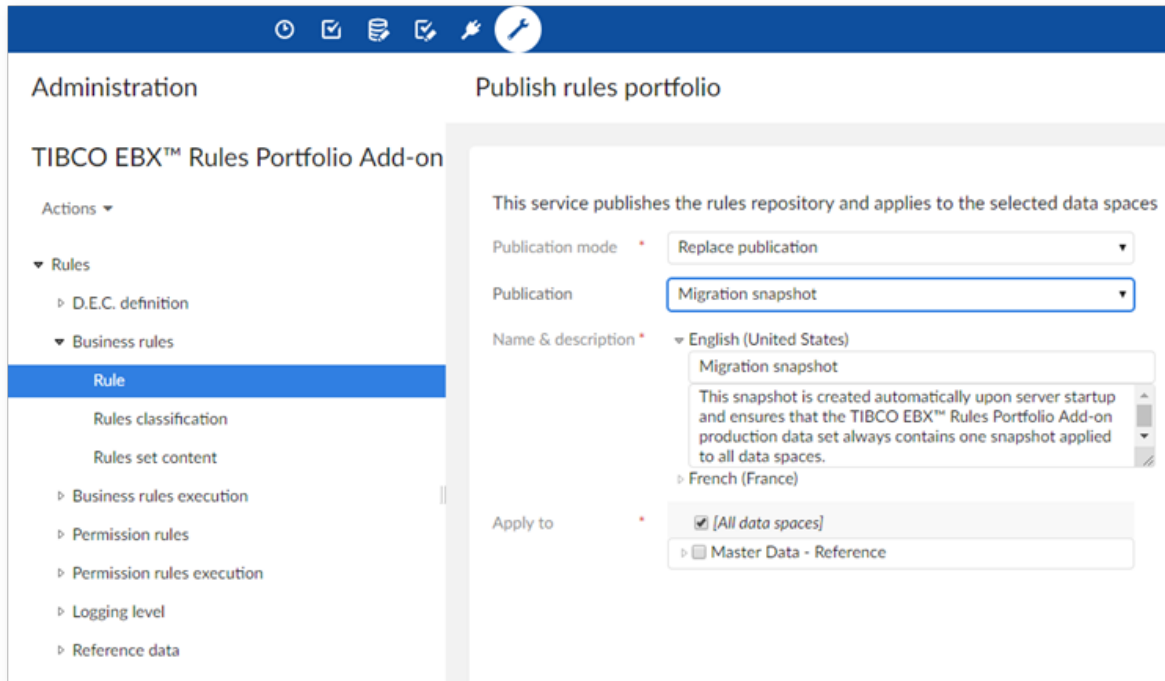 Administration
Publish rules portfolio
TIBCO EBX™ Rules Portfolio Add-on
Actions
This service publishes the rules repository and applies to the selected data spaces
Rules
D.E.C. definition
Business rules
Rule
Rules classification
Rules set content
Business rules execution
Permission rules
Permission rules execution
Logging level
Reference data
Publication mode * Replace publication
Publication Migration snapshot
Name & description * English (United States)
Migration snapshot
This snapshot is created automatically upon server startup
and ensures that the TIBCO EBX™ Rules Portfolio Add-on
production data set always contains one snapshot applied
to all data spaces.
French (France)
Apply to * [All data spaces]
Master Data - Reference